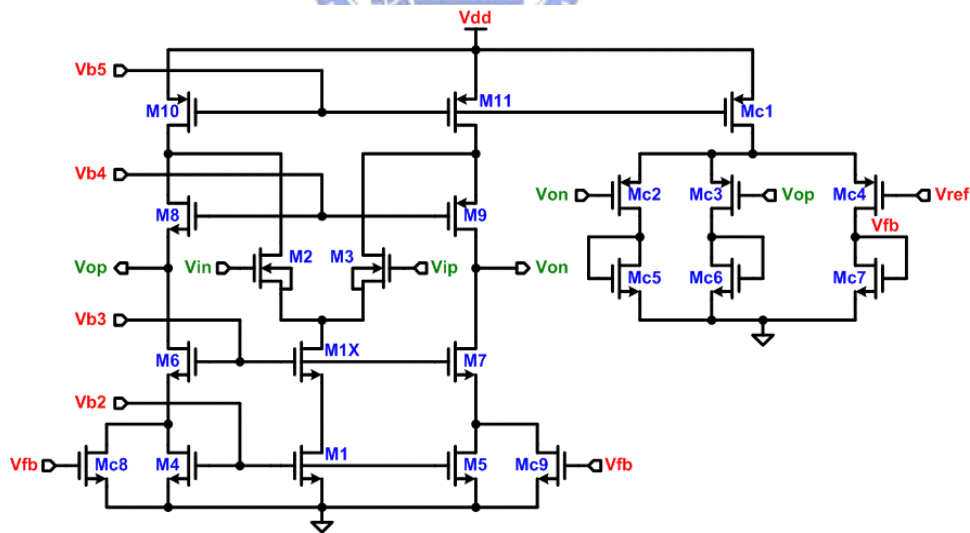 Vdd
Vb5
M10
M11
Mc1
Vb4
M8
M9
Von
Mc2
Mc3
Vop
Mc4
Vref
Vfb
Vop
Vin
M2
M3
Vip
Von
Mc5
Mc6
Mc7
Vb3
M6
M1X
M7
Vb2
Vfb
Mc8
M4
M1
M5
Mc9
Vfb